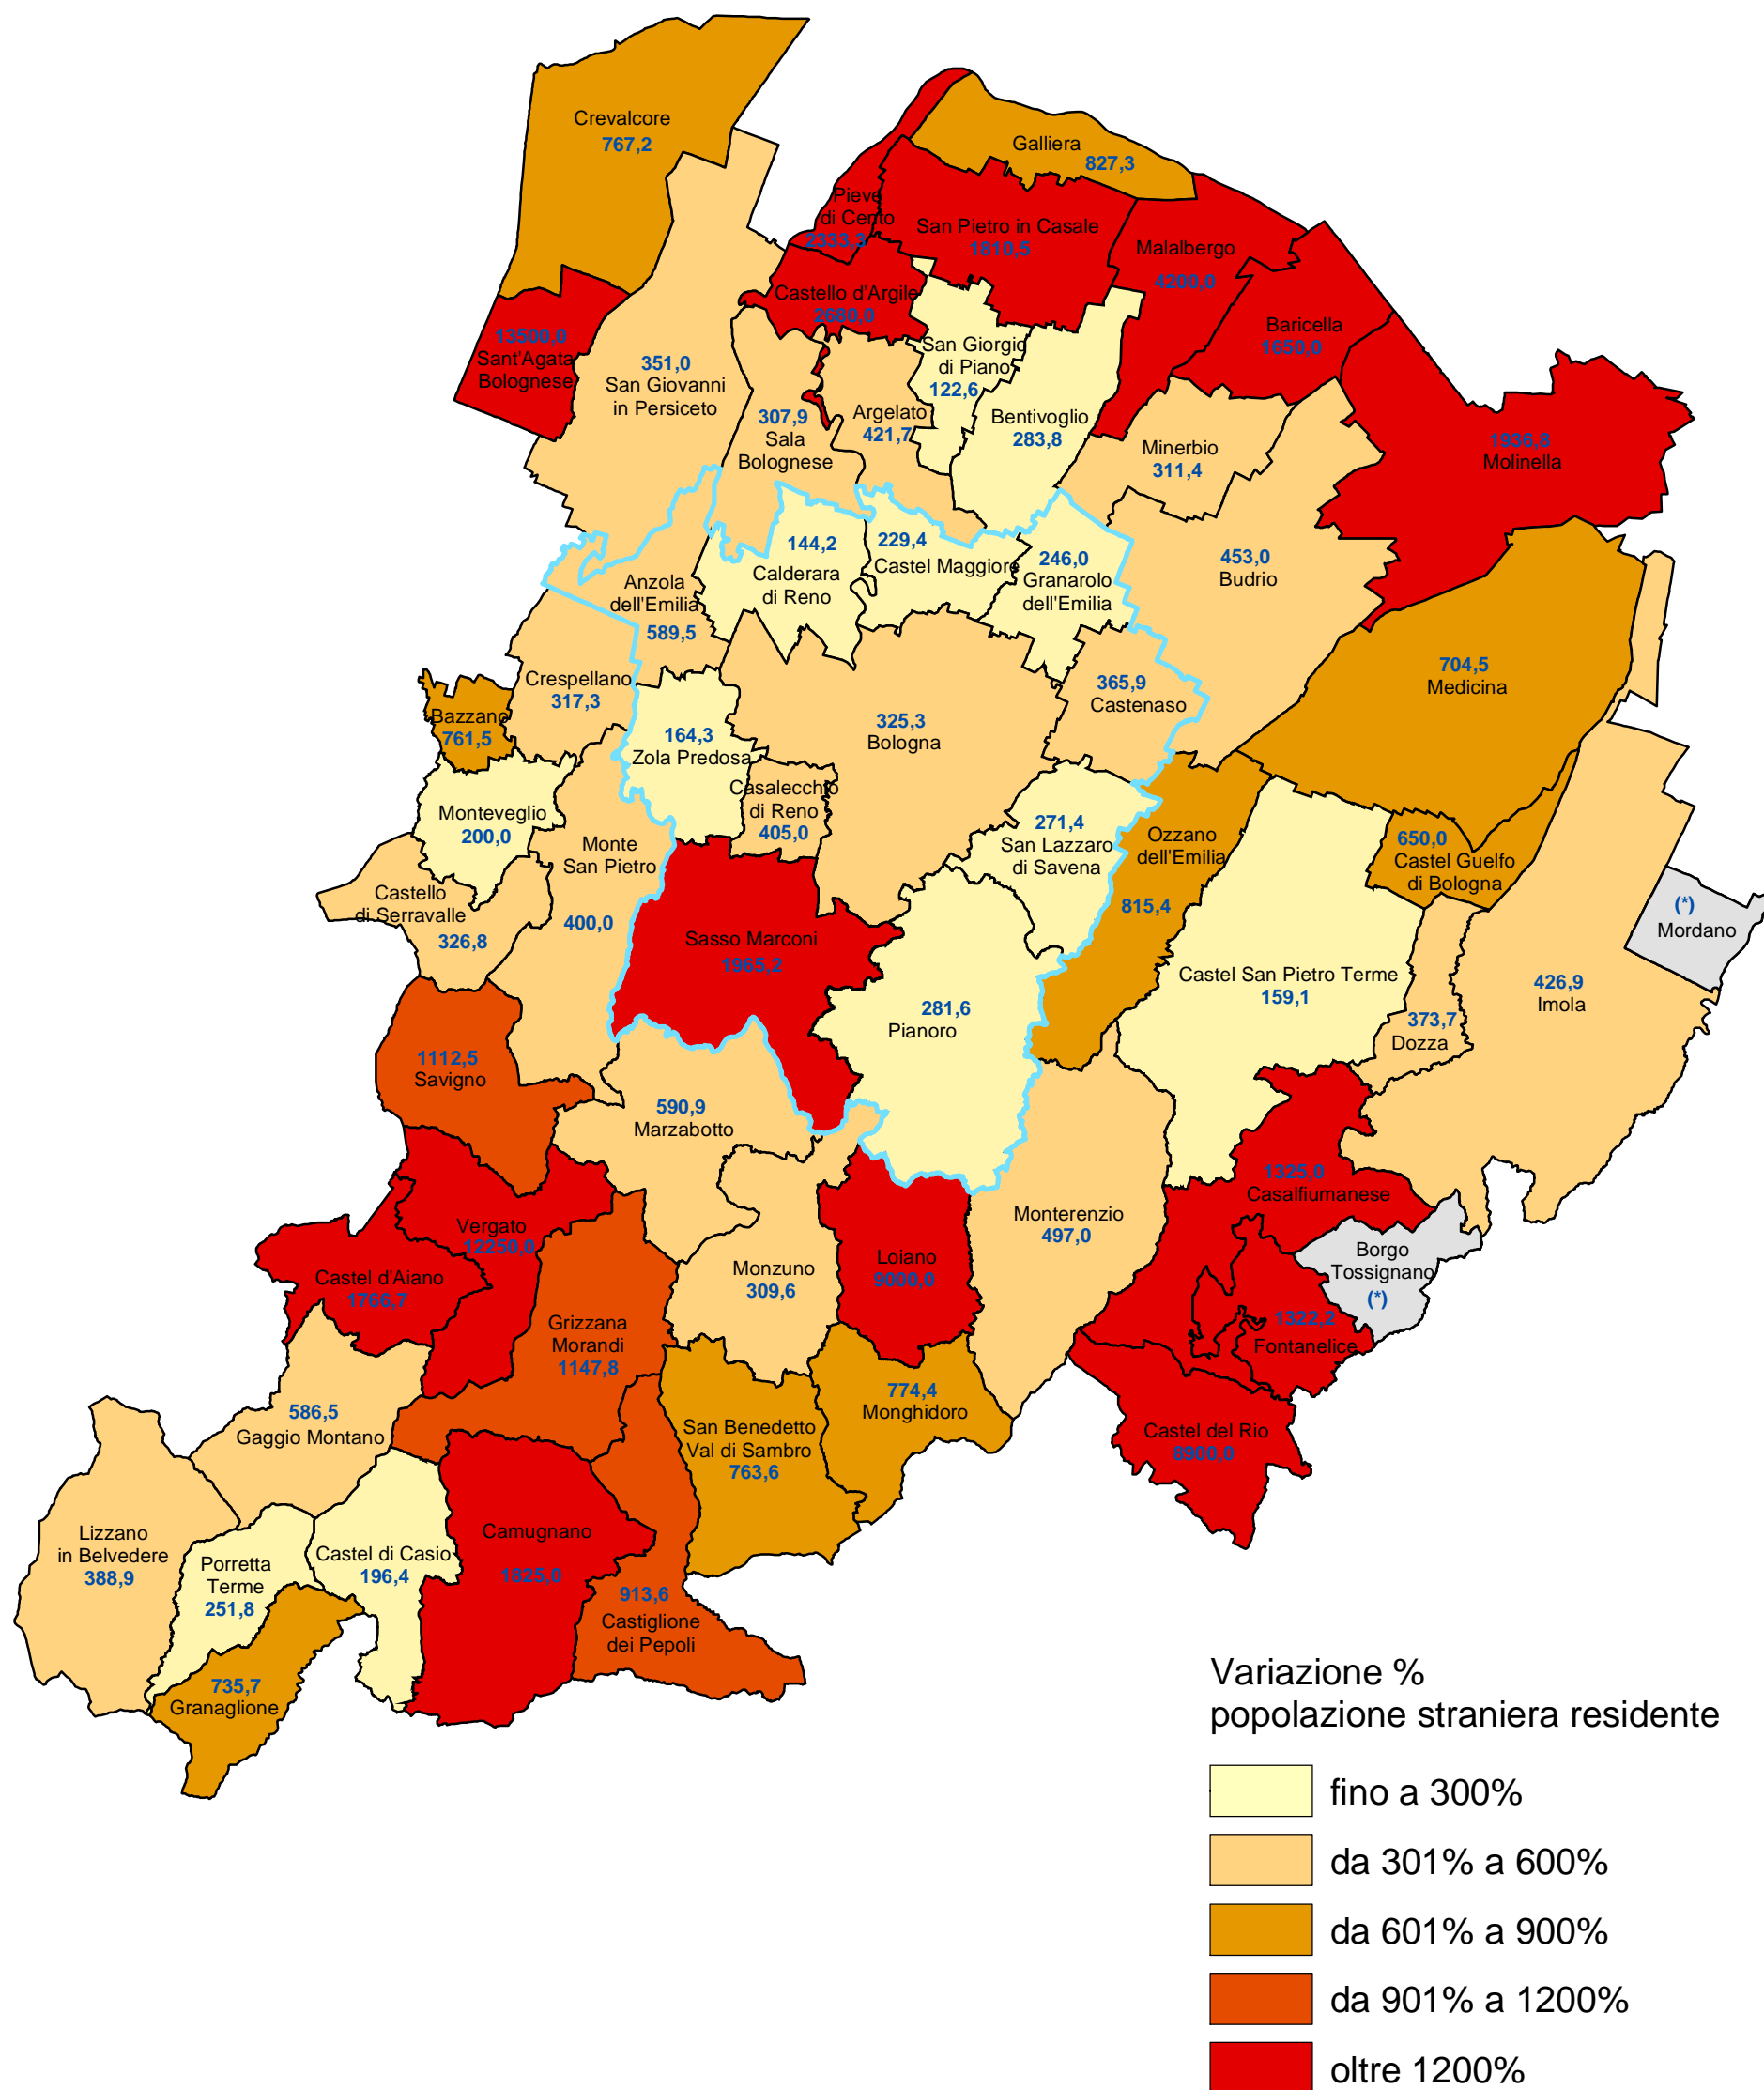 Crevalcore
767,2
Galliera
827,3
Pieve
di Cento
2333,3
San Pietro in Casale
1810,5
Malalbergo
4200,0
Castello d'Argile
2680,0
Baricella
1650,0
13500,0
Sant'Agata
Bolognese
351,0
San Giovanni
in Persiceto
San Giorgio
di Piano
122,6
307,9
Sala
Bolognese
Argelato
421,7
Bentivoglio
283,8
Minerbio
311,4
1936,8
Molinella
144,2
Calderara
di Reno
229,4
Castel Maggiore
246,0
Granarolo
dell'Emilia
453,0
Budrio
Anzola
dell'Emilia
589,5
Crespellano
317,3
365,9
Castenaso
704,5
Medicina
Bazzano
761,5
164,3
Zola Predosa
325,3
Bologna
Casalecchio
di Reno
405,0
Monteveglio
200,0
Monte
San Pietro
400,0
271,4
San Lazzaro
di Savena
Ozzano
dell'Emilia
815,4
650,0
Castel Guelfo
di Bologna
Castello
di Serravalle
326,8
(*)
Mordano
Sasso Marconi
1965,2
Castel San Pietro Terme
159,1
426,9
Imola
281,6
Pianoro
373,7
Dozza
1112,5
Savigno
590,9
Marzabotto
1325,0
Casalfiumanese
Vergato
12250,0
Monterenzio
497,0
Castel d'Aiano
1766,7
Monzuno
309,6
Loiano
9000,0
Borgo
Tossignano
(*)
Grizzana
Morandi
1147,8
1322,2
Fontanelice
586,5
Gaggio Montano
774,4
Monghidoro
San Benedetto
Val di Sambro
763,6
Castel del Rio
8900,0
Lizzano
in Belvedere
388,9
Porretta
Terme
251,8
Castel di Casio
196,4
Camugnano
1825,0
913,6
Castiglione
dei Pepoli
735,7
Granaglione
Variazione %
popolazione straniera residente
fino a 300%
da 301% a 600%
da 601% a 900%
da 901% a 1200%
oltre 1200%